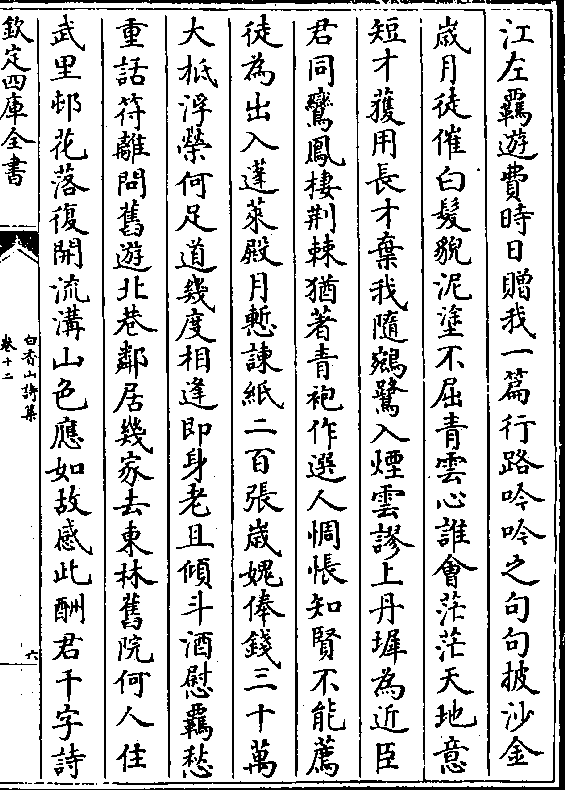 江左羈遊費時日贈我一篇行路吟吟之句句披沙金
歲月徒催白髮貌泥塗不屈青雲心誰會茫茫天地意
短才獲用長才棄我隨鵷鷺入煙雲謬上丹墀為近臣
君同鸞鳳棲荆棘猶著青袍作選人惆悵知賢不能薦
徒為出入蓬萊殿月慙諫紙二百張歲媿俸錢三十萬
大抵浮榮何足道幾度相逢即身老且傾斗酒慰羈愁
重話符離問舊遊北巷鄰居幾家去東林舊院何人住
武里邨花落復開流溝山色應如故感此酬君千字詩
欽定四庫全書
白香山詩集
卷十二
六